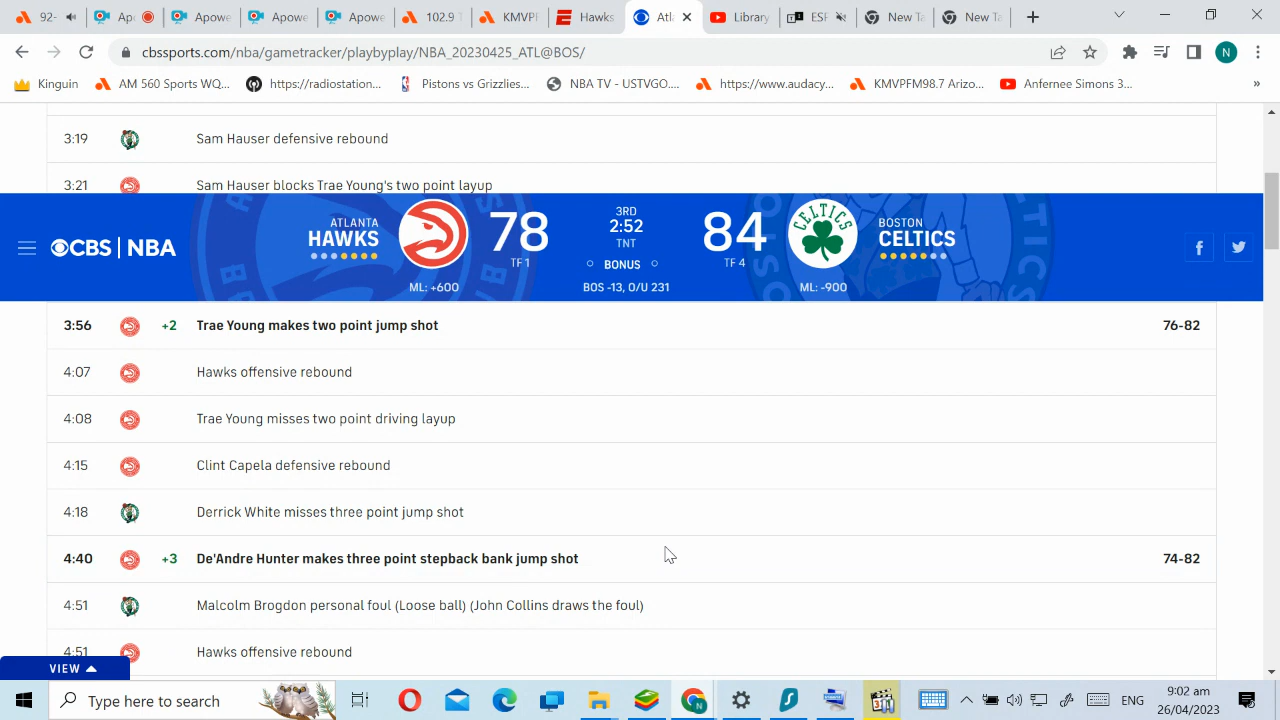 92-
Ap
Apowe
Apowe
Apowe
102.9
KMVPI
Hawks
Atla
Library
ESF
New Ta
New Ta
cbssports.com/nba/gametracker/playbyplay/NBA_20230425_ATL@BOS/
N
Kinguin
AM 560 Sports WQ...
https://radiostation...
Pistons vs Grizzlies...
NBA TV - USTVGO....
https://www.audacy...
KMVPFM98.7 Arizo...
Anfernee Simons 3...
»
3:19 Sam Hauser defensive rebound
3:21 Sam Hauser blocks Trae Young's two point layup
CBS | NBA
ATLANTA
HAWKS
78
TF 1
ML: +600
3RD
2:52
TNT
BONUS
BOS -13, O/U 231
84
TF 4
BOSTON
CELTICS
ML: -900
3:56 +2 Trae Young makes two point jump shot 76-82
4:07 Hawks offensive rebound
4:08 Trae Young misses two point driving layup
4:15 Clint Capela defensive rebound
4:18 Derrick White misses three point jump shot
4:40 +3 De'Andre Hunter makes three point stepback bank jump shot 74-82
4:51 Malcolm Brogdon personal foul (Loose ball) (John Collins draws the foul)
4:51 Hawks offensive rebound
VIEW
Type here to search
ENG
9:02 am
26/04/2023